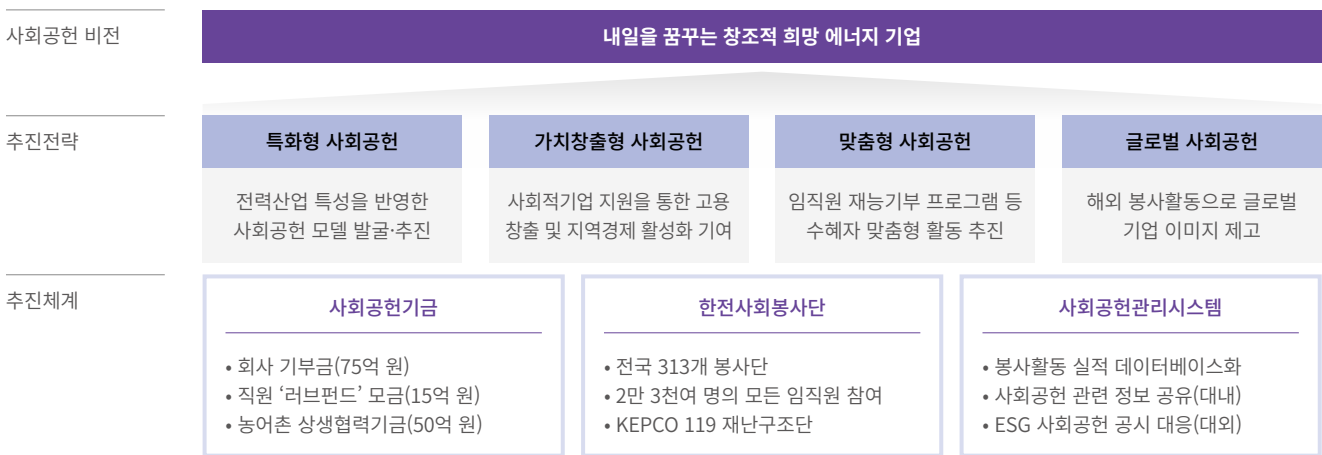 사회공헌 비전
내일을 꿈꾸는 창조적 희망 에너지 기업
추진전략
특화형 사회공헌
전력산업 특성을 반영한
사회공헌 모델 발굴·추진
가치창출형 사회공헌
사회적기업 지원을 통한 고용
창출 및 지역경제 활성화 기여
맞춤형 사회공헌
임직원 재능기부 프로그램 등
수혜자 맞춤형 활동 추진
글로벌 사회공헌
해외 봉사활동으로 글로벌
기업 이미지 제고
추진체계
사회공헌기금
• 회사 기부금(75억 원)
• 직원 ‘러브펀드’ 모금(15억 원)
• 농어촌 상생협력기금(50억 원)
한전사회봉사단
• 전국 313개 봉사단
• 2만 3천여 명의 모든 임직원 참여
• KEPCO 119 재난구조단
사회공헌관리시스템
• 봉사활동 실적 데이터베이스화
• 사회공헌 관련 정보 공유(대내)
• ESG 사회공헌 공시 대응(대외)